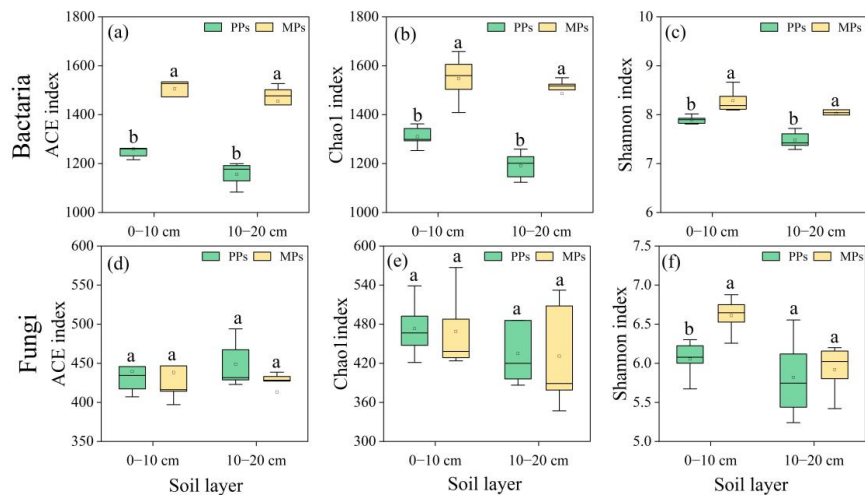 (a)
PPs MPs
Bactaria
ACE index
1800
1600
1400
1200
1000
b
a
b
a
0−10 cm
10−20 cm
(b)
PPs MPs
Chao1 index
1800
1600
1400
1200
1000
b
a
b
a
0−10 cm
10−20 cm
(c)
PPs MPs
Shannon index
10
9
8
7
6
b
a
b
a
0−10 cm
10−20 cm
(d)
PPs MPs
Fungi
ACE index
600
550
500
450
400
350
a
a
a
a
0−10 cm
10−20 cm
Soil layer
(e)
PPs MPs
Chao1index
600
540
480
420
360
300
a
a
a
a
0−10 cm
10−20 cm
Soil layer
(f)
PPs MPs
Shannon index
7.5
7.0
6.5
6.0
5.5
5.0
b
a
a
a
0−10 cm
10−20 cm
Soil layer